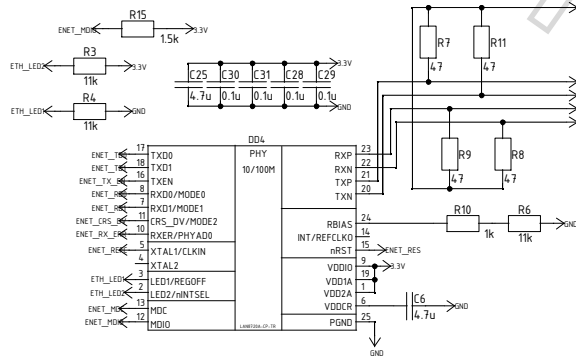 R15
ENET_MDIO 1.5k 3.3V
R3
ETH_LED2 11k 3.3V
R4
ETH_LED1 11k GND
3.3V
C25 C30 C31 C28 C29
4.7u 0.1u 0.1u 0.1u 0.1u
GND
R7 R11
47 47
R9 R8
47 47
DD4
PHY
10/100M
17 TXD0
18 TXD1
ENET_TX_EN 16 TXEN
8 RXD0/MODE0
7 RXD1/MODE1
ENET_CRS_DV 11 CRS_DV/MODE2
ENET_RX_ER 10 RXER/PHYAD0
5 XTAL1/CLKIN
4 XTAL2
ETH_LED1 3 LED1/REGOFF
ETH_LED2 2 LED2/nINTSEL
13 MDC
ENET_MDIO 12 MDIO
LAN8720A-CP-TR
RXP 23
RXN 22
TXP 21
TXN 20
RBIAS 24
INT/REFCLKO 14
nRST 15 ENET_RES
VDDIO 9 3.3V
VDD1A 19
VDD2A 1
VDDCR 6
PGND 25
R10 R6
1k 11k GND
C6
4.7u GND
GND